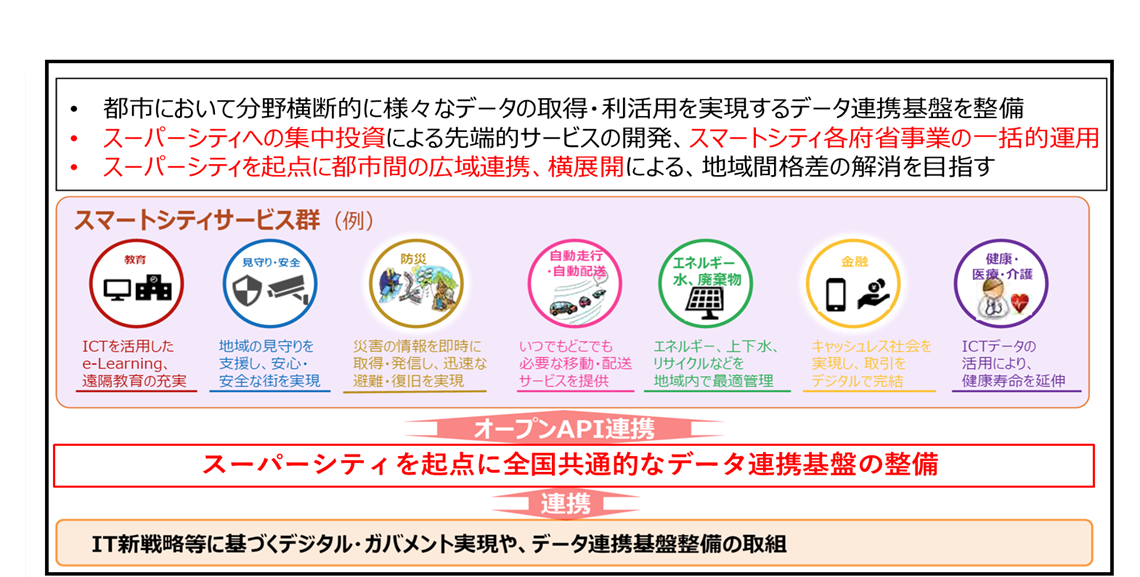 • 都市において分野横断的に様々なデータの取得・利活用を実現するデータ連携基盤を整備
• スーパーシティへの集中投資による先端的サービスの開発、スマートシティ各府省事業の一括的運用
• スーパーシティを起点に都市間の広域連携、横展開による、地域間格差の解消を目指す
スマートシティサービス群（例）
教育
ICTを活用した
e-Learning、
遠隔教育の充実
見守り・安全
地域の見守りを
支援し、安心・
安全な街を実現
防災
災害の情報を即時に
取得・発信し、迅速な
避難・復旧を実現
自動走行
・自動配送
いつでもどこでも
必要な移動・配送
サービスを提供
エネルギー
水、廃棄物
エネルギー、上下水、
リサイクルなどを
地域内で最適管理
金融
キャッシュレス社会を
実現し、取引を
デジタルで完結
健康・
医療・介護
ICTデータの
活用により、
健康寿命を延伸
オープンAPI連携
スーパーシティを起点に全国共通的なデータ連携基盤の整備
連携
IT新戦略等に基づくデジタル・ガバメント実現や、データ連携基盤整備の取組